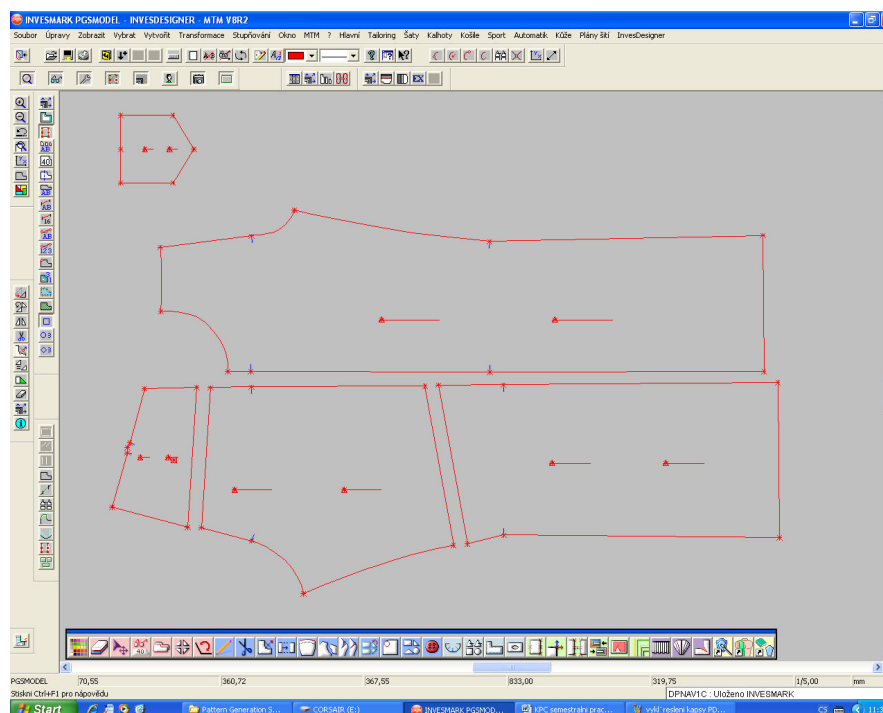 INVESMARK PGSMODEL - INVESDESIGNER - MTM V8R2
Soubor Úpravy Zobrazit Vybrat Vytvořit Transformace Stupňování Okno MTM ? Hlavní Tailoring Šaty Kalhoty Košile Sport Automatik Kůže Plány šití InvesDesigner
PGSMODEL 70,55 360,72 367,55 833,00 319,75 1/5,00 mm
Stiskni Ctrl+F1 pro nápovědu DPNAV1C : Uloženo INVESMARK
Start Pattern Generation S... CORSAIR (E:) INVESMARK PGSMOD... KPC semestralni prac... CS